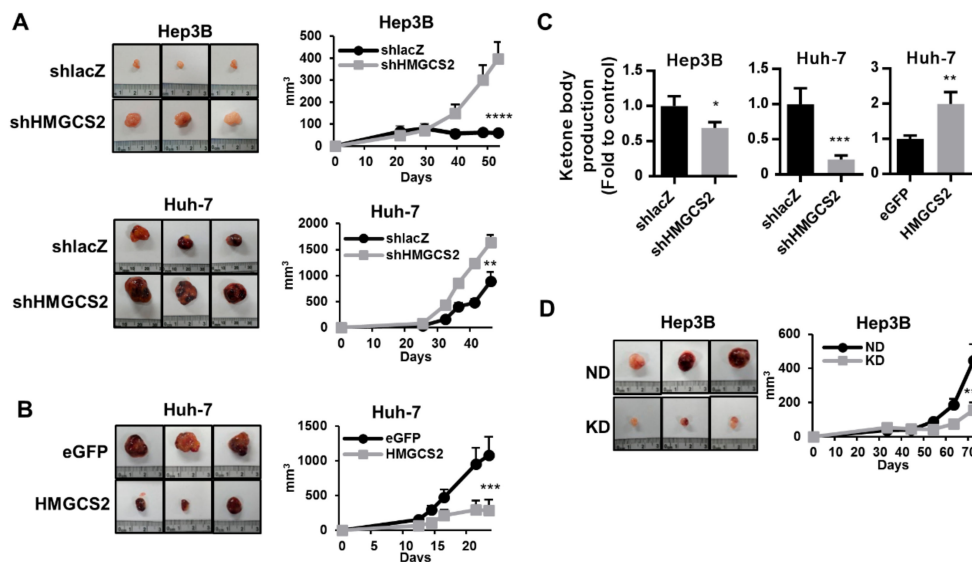 A
Hep3B
shlacZ
shHMGCS2
Hep3B
shlacZ
shHMGCS2
mm³
500
400
300
200
100
0
0 10 20 30 40 50
Days
****
Huh-7
shlacZ
shHMGCS2
Huh-7
shlacZ
shHMGCS2
mm³
2000
1500
1000
500
0
0 10 20 30 40 50
Days
**
B
Huh-7
eGFP
HMGCS2
Huh-7
eGFP
HMGCS2
mm³
1500
1000
500
0
0 5 10 15 20
Days
***
C
Ketone body
production
(Fold to control)
Hep3B
1.5
1.0
0.5
0.0
*
shlacZ
shHMGCS2
Huh-7
1.5
1.0
0.5
0.0
***
shlacZ
shHMGCS2
Huh-7
3
2
1
0
**
eGFP
HMGCS2
D
ND
KD
Hep3B
ND
KD
mm³
600
400
200
0
0 10 20 30 40 50 60 70
Days